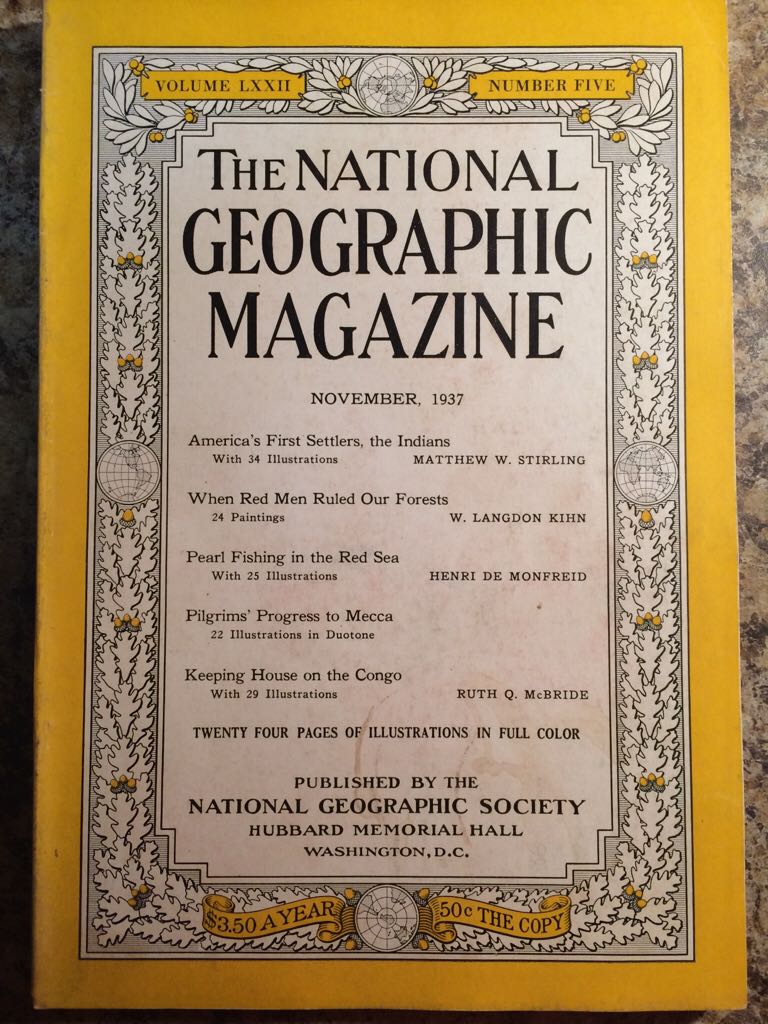 VOLUME LXXII
NUMBER FIVE
THE NATIONAL
GEOGRAPHIC
MAGAZINE
NOVEMBER, 1937
America's First Settlers, the Indians
With 34 Illustrations MATTHEW W. STIRLING
When Red Men Ruled Our Forests
24 Paintings W. LANGDON KIHN
Pearl Fishing in the Red Sea
With 25 Illustrations HENRI DE MONFREID
Pilgrims' Progress to Mecca
22 Illustrations in Duotone
Keeping House on the Congo
With 29 Illustrations RUTH Q. McBRIDE
TWENTY FOUR PAGES OF ILLUSTRATIONS IN FULL COLOR
PUBLISHED BY THE
NATIONAL GEOGRAPHIC SOCIETY
HUBBARD MEMORIAL HALL
WASHINGTON, D.C.
$3.50 A YEAR
50c THE COPY